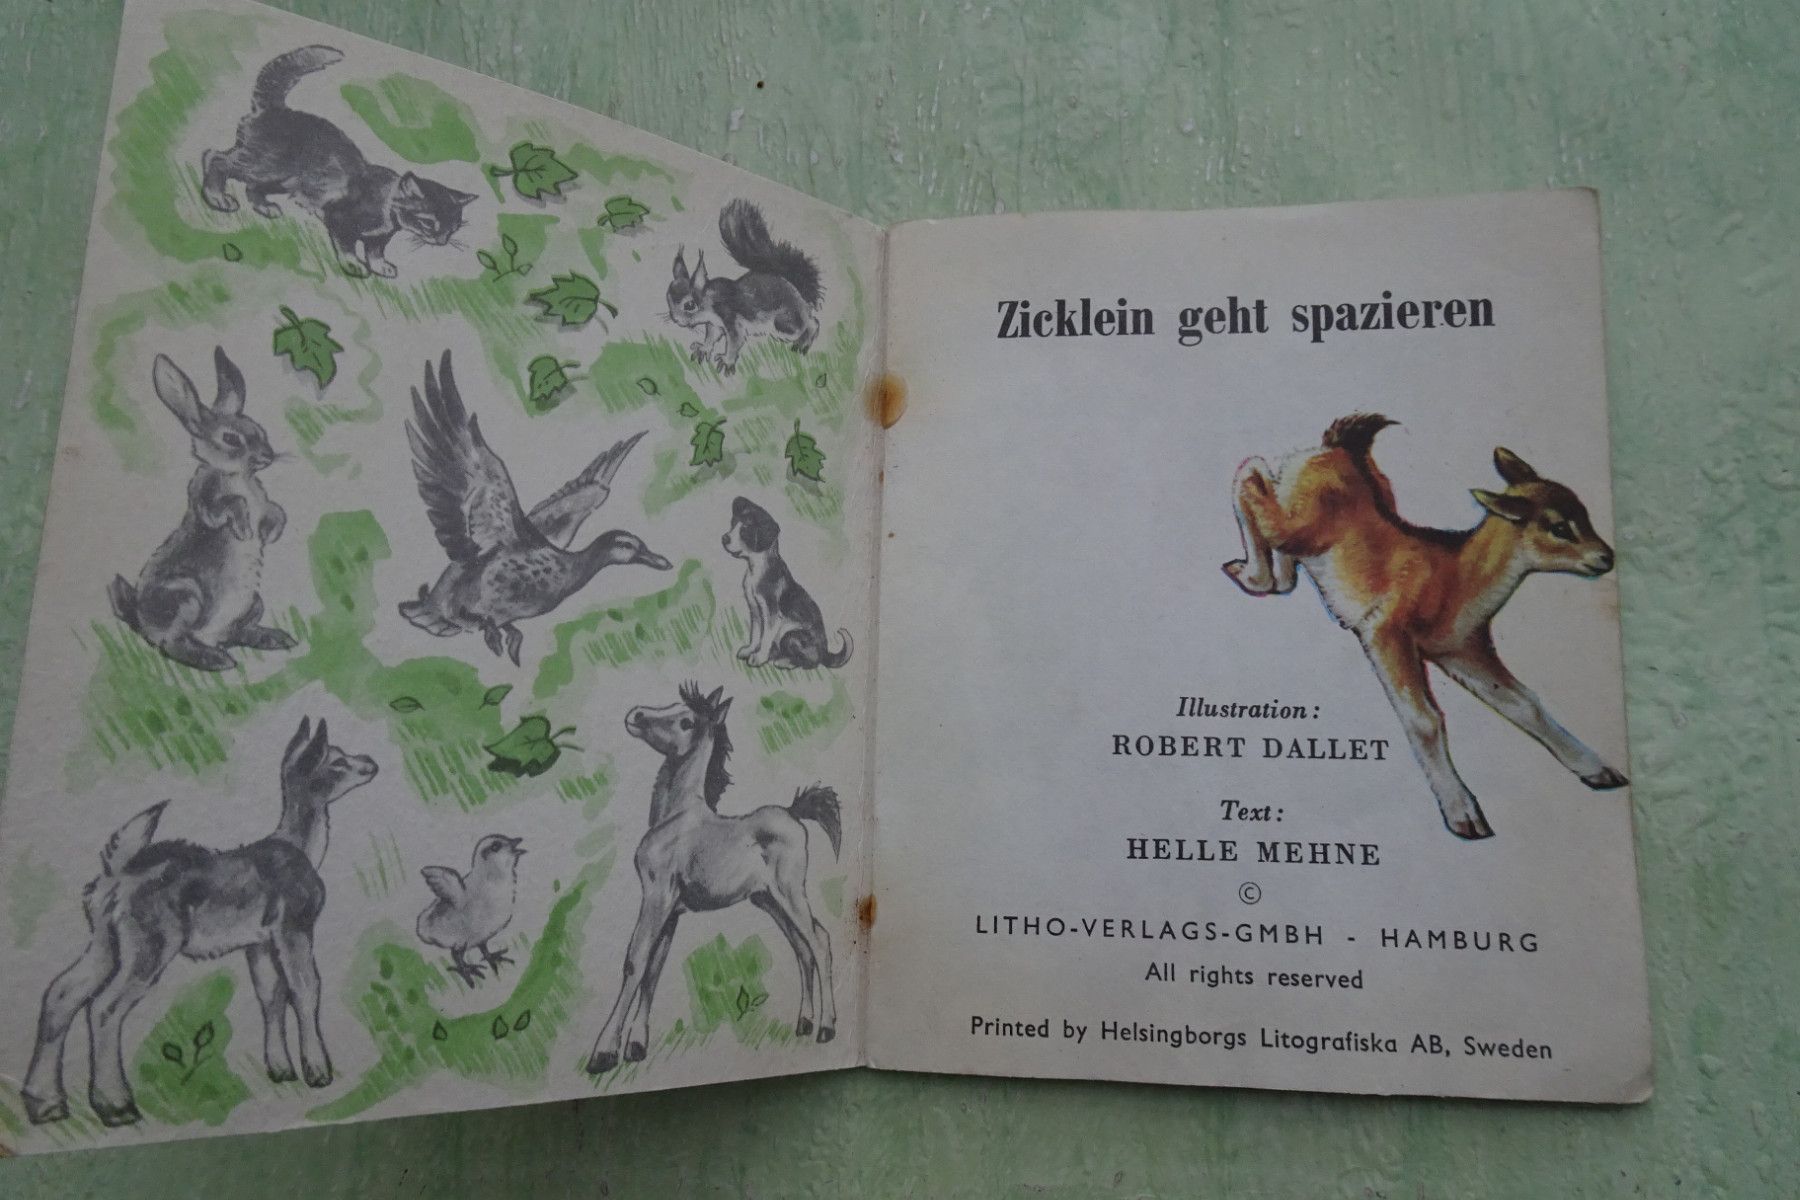 Zicklein geht spazieren
Illustration:
ROBERT DALLET
Text:
HELLE MEHNE
©
LITHO-VERLAGS-GMBH - HAMBURG
All rights reserved
Printed by Helsingborgs Litografiska AB, Sweden